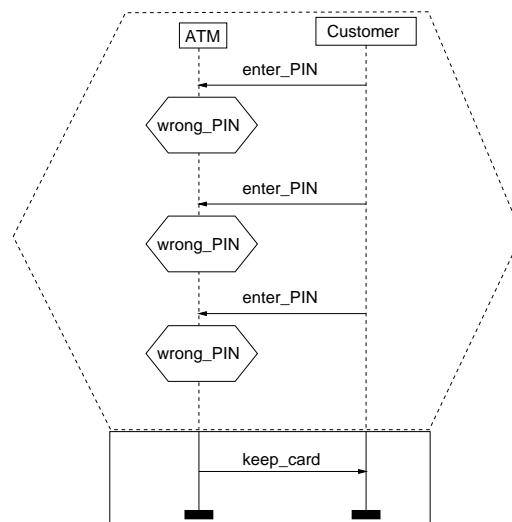 ATM
Customer
enter_PIN
wrong_PIN
enter_PIN
wrong_PIN
enter_PIN
wrong_PIN
keep_card